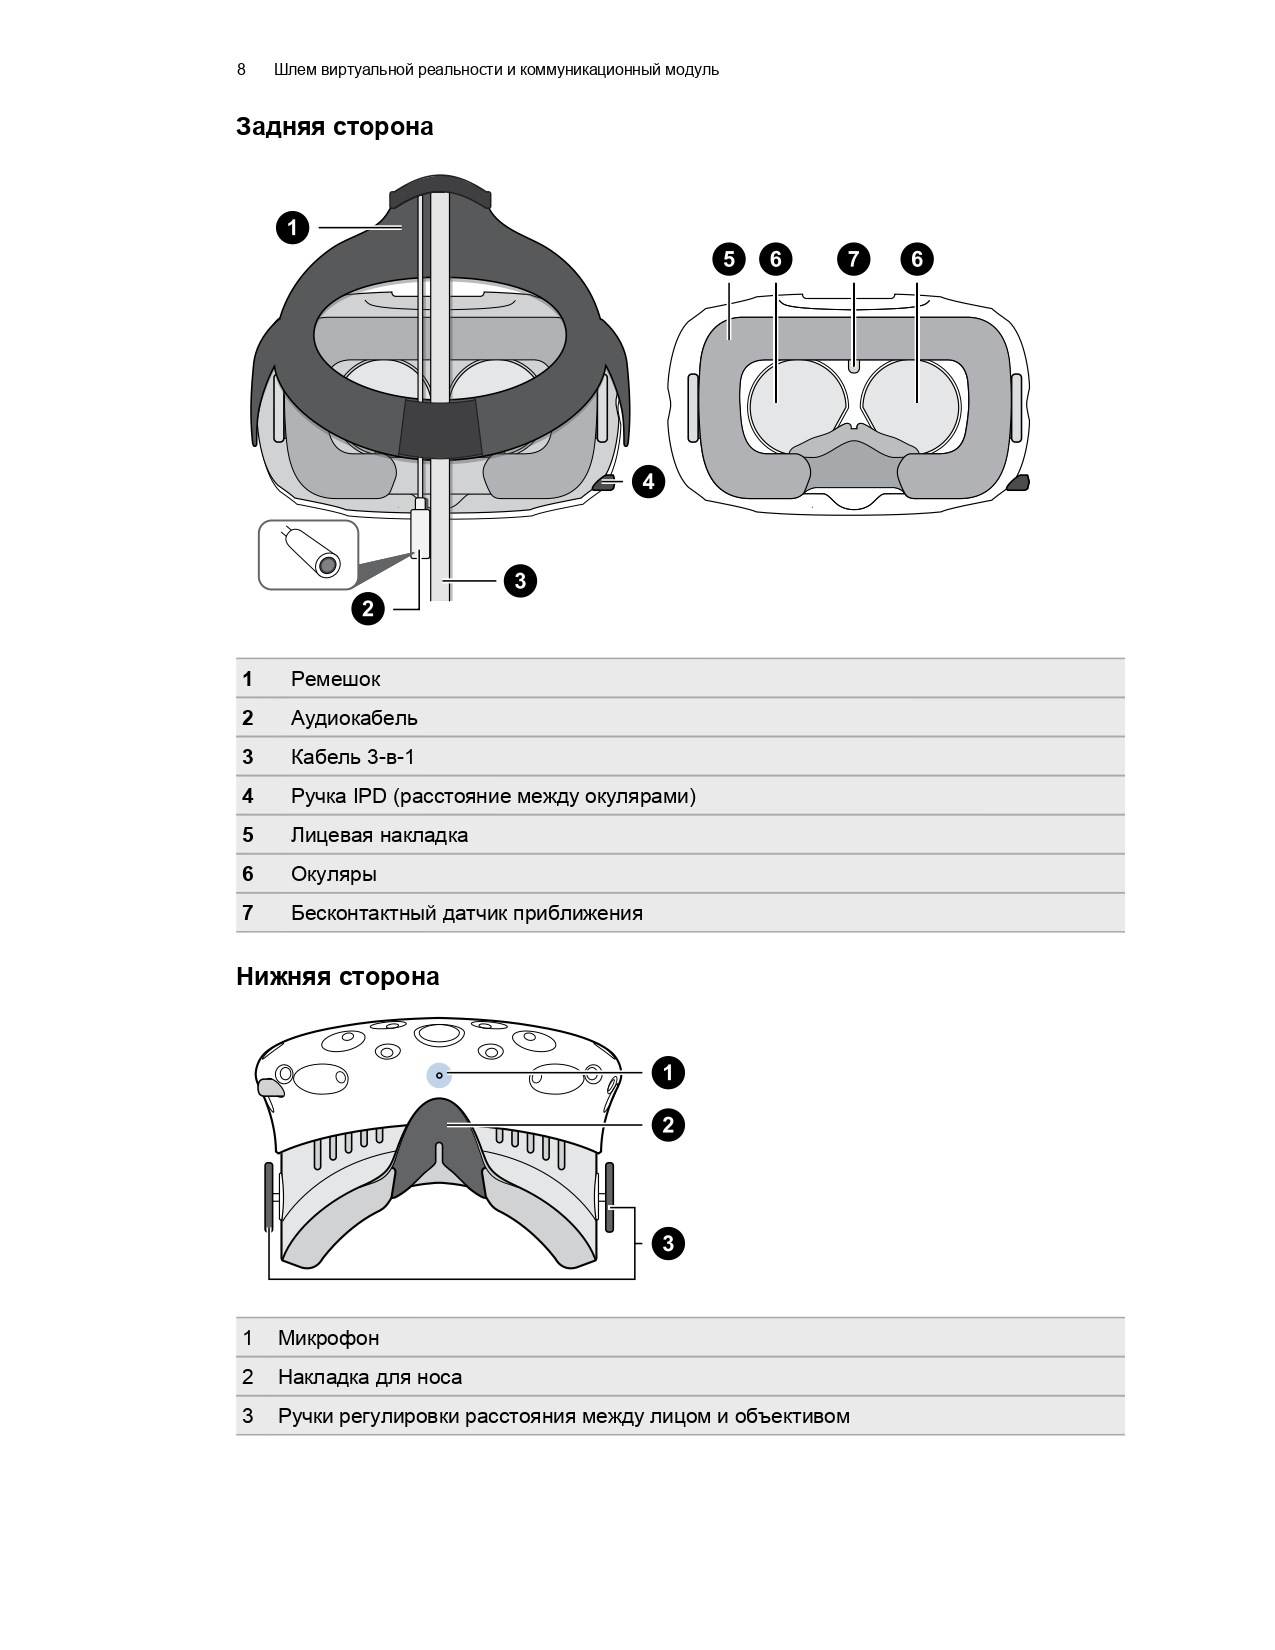 8 Шлем виртуальной реальности и коммуникационный модуль
Задняя сторона
1
5 6 7 6
4
3
2
1 Ремешок
2 Аудиокабель
3 Кабель 3-в-1
4 Ручка IPD (расстояние между окулярами)
5 Лицевая накладка
6 Окуляры
7 Бесконтактный датчик приближения
Нижняя сторона
1
2
3
1 Микрофон
2 Накладка для носа
3 Ручки регулировки расстояния между лицом и объективом